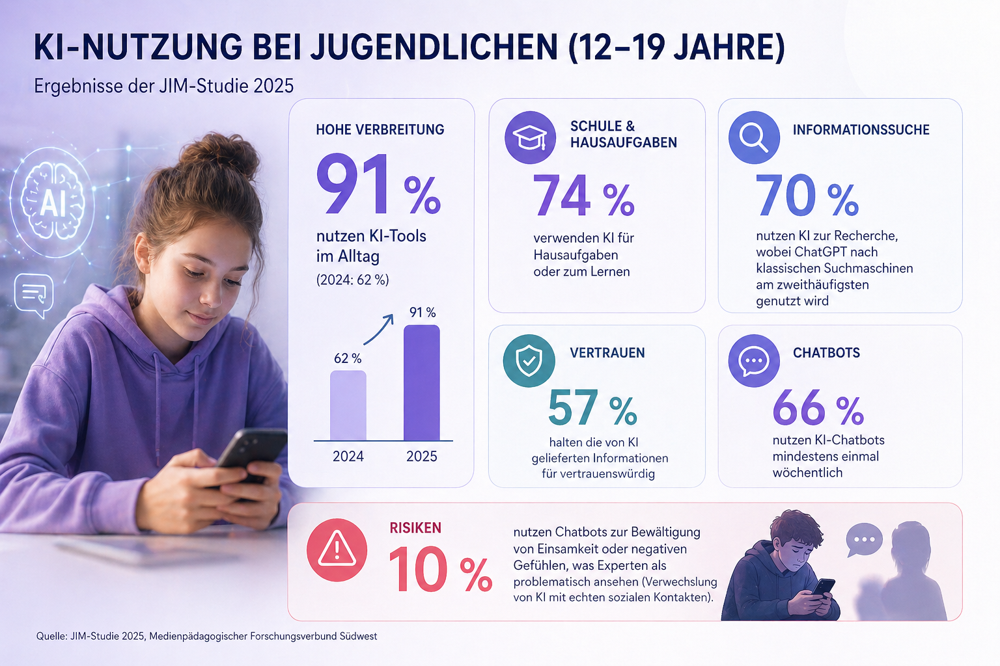 KI-NUTZUNG BEI JUGENDLICHEN (12–19 JAHRE)
Ergebnisse der JIM-Studie 2025
AI
HOHE VERBREITUNG
91 %
nutzen KI-Tools
im Alltag
(2024: 62 %)
62 %
91 %
2024
2025
SCHULE &
HAUSAUFGABEN
74 %
verwenden KI für
Hausaufgaben
oder zum Lernen
INFORMATIONSSUCHE
70 %
nutzen KI zur Recherche,
wobei ChatGPT nach
klassischen Suchmaschinen
am zweithäufigsten
genutzt wird
VERTRAUEN
57 %
halten die von KI
gelieferten Informationen
für vertrauenswürdig
CHATBOTS
66 %
nutzen KI-Chatbots
mindestens einmal
wöchentlich
RISIKEN
10 %
nutzen Chatbots zur Bewältigung
von Einsamkeit oder negativen
Gefühlen, was Experten als
problematisch ansehen (Verwechslung
von KI mit echten sozialen Kontakten).
Quelle: JIM-Studie 2025, Medienpädagogischer Forschungsverbund Südwest